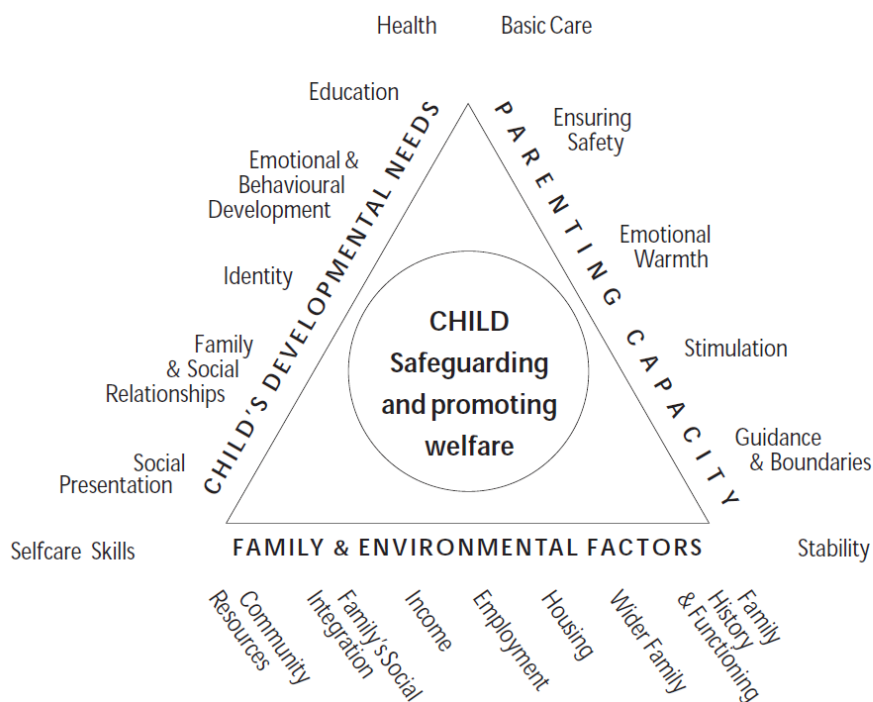 Health
Basic Care
Education
Ensuring
Safety
Emotional &
Behavioural
Development
Emotional
Warmth
Identity
Stimulation
Family
& Social
Relationships
Guidance
& Boundaries
Social
Presentation
Selfcare Skills
Stability
CHILD'S DEVELOPMENTAL NEEDS
PARENTING CAPACITY
CHILD
Safeguarding
and promoting
welfare
FAMILY & ENVIRONMENTAL FACTORS
Community
Resources
Family's Social
Integration
Income
Employment
Housing
Wider Family
Family
History
& Functioning